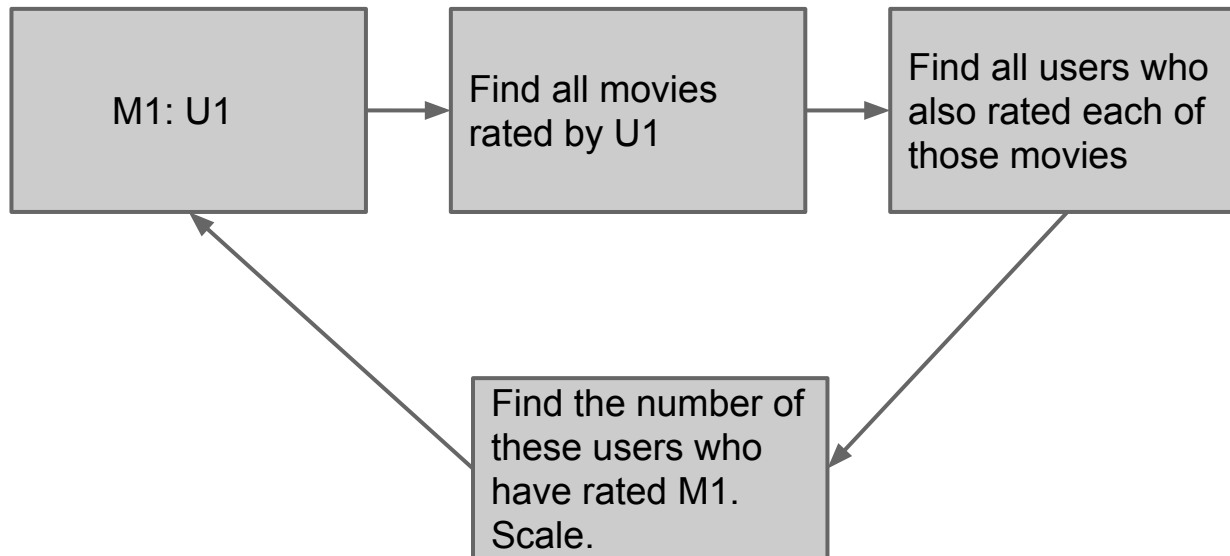 M1: U1
Find all movies
rated by U1
Find all users who
also rated each of
those movies
Find the number of
these users who
have rated M1.
Scale.